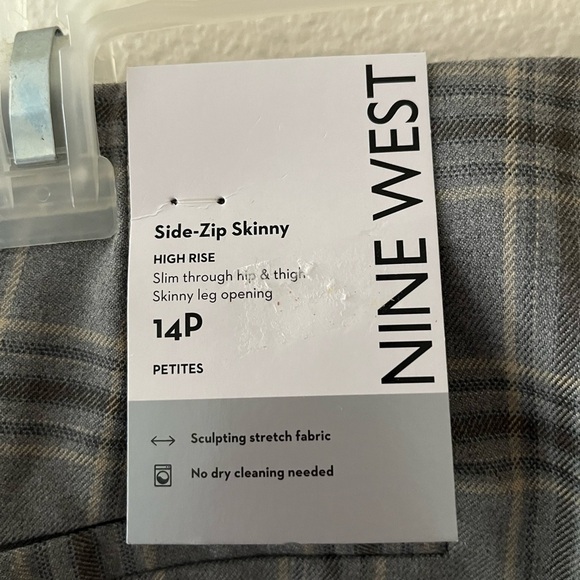 NINE WEST
Side-Zip Skinny
HIGH RISE
Slim through hip & thigh
Skinny leg opening
14P
PETITES
Sculpting stretch fabric
No dry cleaning needed